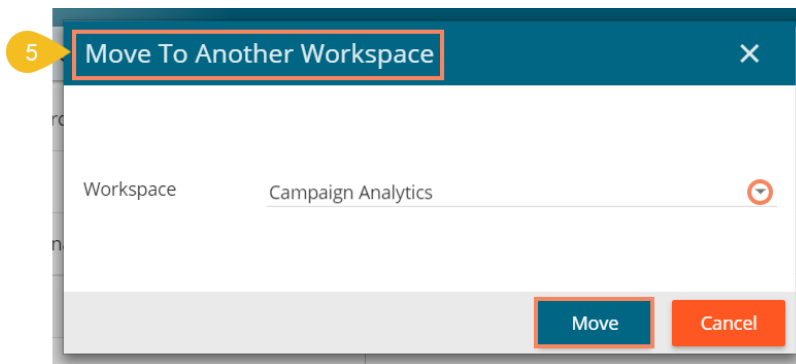 5
Move To Another Workspace
Workspace
Campaign Analytics
Move
Cancel